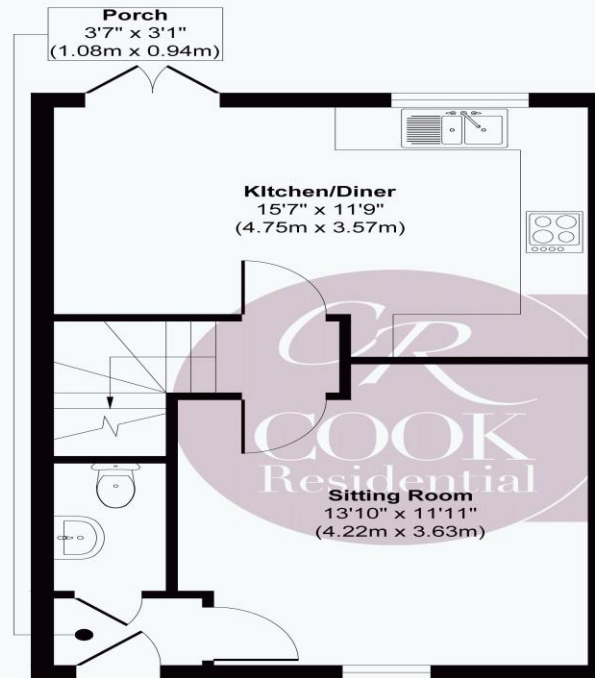 Porch
3'7" x 3'1"
(1.08m x 0.94m)
KItchen/Diner
15'7" x 11'9"
(4.75m x 3.57m)
CR
COOK
Residential
Sitting Room
13'10" x 11'11"
(4.22m x 3.63m)